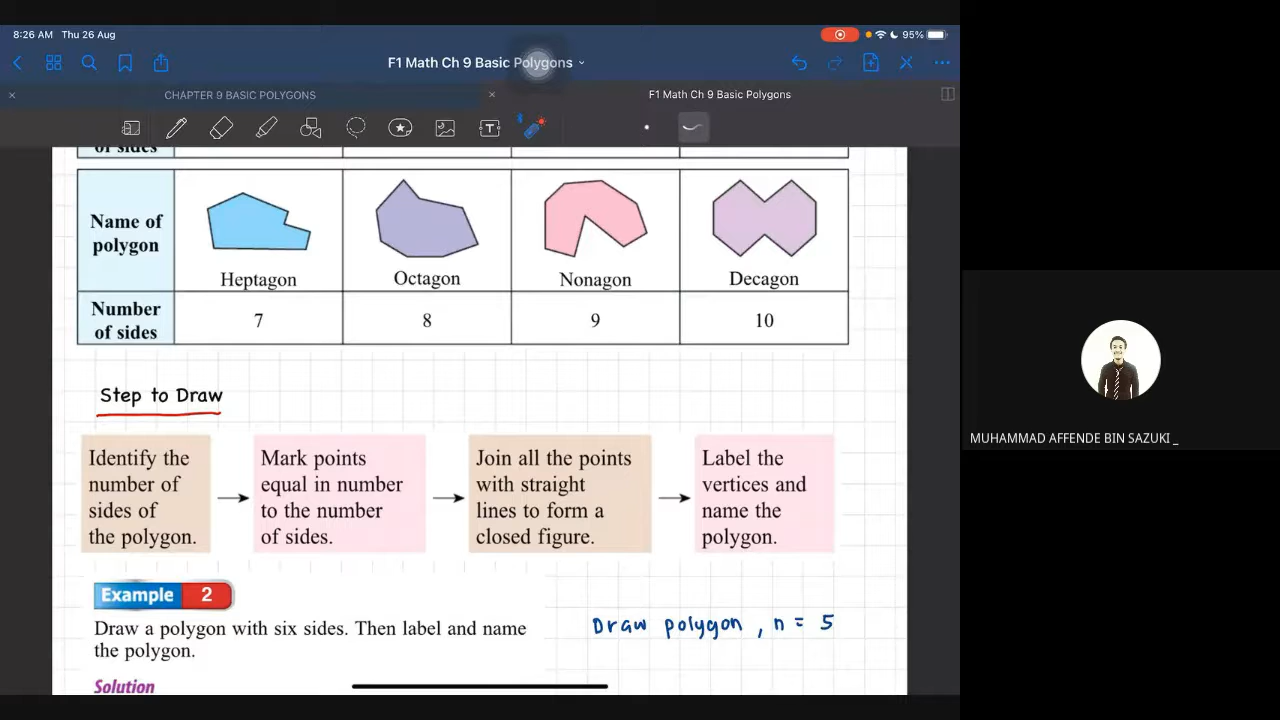 8:26 AM Thu 26 Aug
95%
F1 Math Ch 9 Basic Polygons
CHAPTER 9 BASIC POLYGONS
F1 Math Ch 9 Basic Polygons
of sides
Name of
polygon
Heptagon
Octagon
Nonagon
Decagon
Number
of sides
7
8
9
10
Step to Draw
Identify the
number of
sides of
the polygon.
Mark points
equal in number
to the number
of sides.
Join all the points
with straight
lines to form a
closed figure.
Label the
vertices and
name the
polygon.
Example 2
Draw a polygon with six sides. Then label and name
the polygon.
Draw polygon , n = 5
Solution
MUHAMMAD AFFENDE BIN SAZUKI _